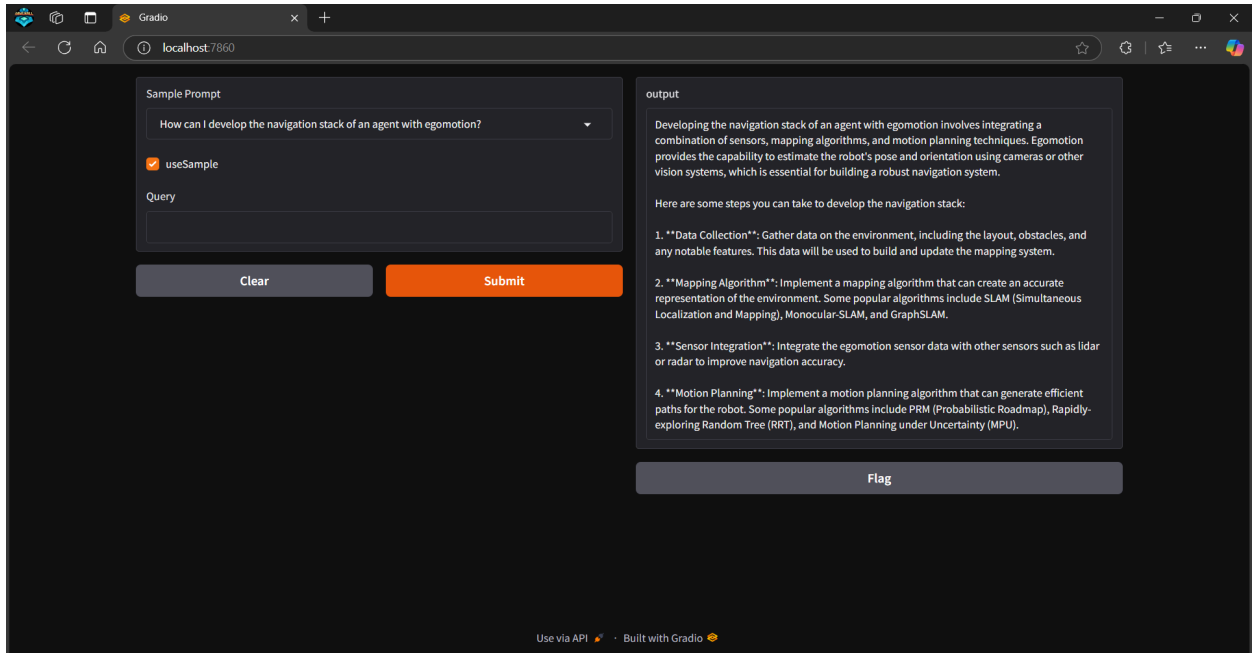 Gradio
localhost:7860
Sample Prompt
How can I develop the navigation stack of an agent with egomotion?
useSample
Query
Clear
Submit
output
Developing the navigation stack of an agent with egomotion involves integrating a
combination of sensors, mapping algorithms, and motion planning techniques. Egomotion
provides the capability to estimate the robot's pose and orientation using cameras or other
vision systems, which is essential for building a robust navigation system.
Here are some steps you can take to develop the navigation stack:
1. **Data Collection**: Gather data on the environment, including the layout, obstacles, and
any notable features. This data will be used to build and update the mapping system.
2. **Mapping Algorithm**: Implement a mapping algorithm that can create an accurate
representation of the environment. Some popular algorithms include SLAM (Simultaneous
Localization and Mapping), Monocular-SLAM, and GraphSLAM.
3. **Sensor Integration**: Integrate the egomotion sensor data with other sensors such as lidar
or radar to improve navigation accuracy.
4. **Motion Planning**: Implement a motion planning algorithm that can generate efficient
paths for the robot. Some popular algorithms include PRM (Probabilistic Roadmap), Rapidly-
exploring Random Tree (RRT), and Motion Planning under Uncertainty (MPU).
Flag
Use via API · Built with Gradio